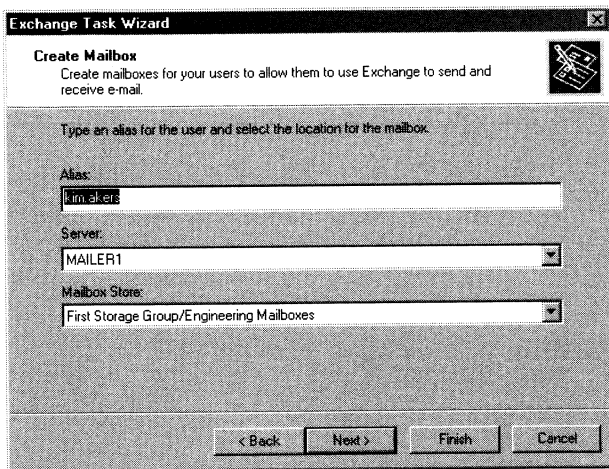 Exchange Task Wizard
Create Mailbox
Create mailboxes for your users to allow them to use Exchange to send and
receive e-mail.
Type an alias for the user and select the location for the mailbox.
Alias:
kim.akers
Server:
MAILER1
Mailbox Store:
First Storage Group/Engineering Mailboxes
< Back
Next >
Finish
Cancel